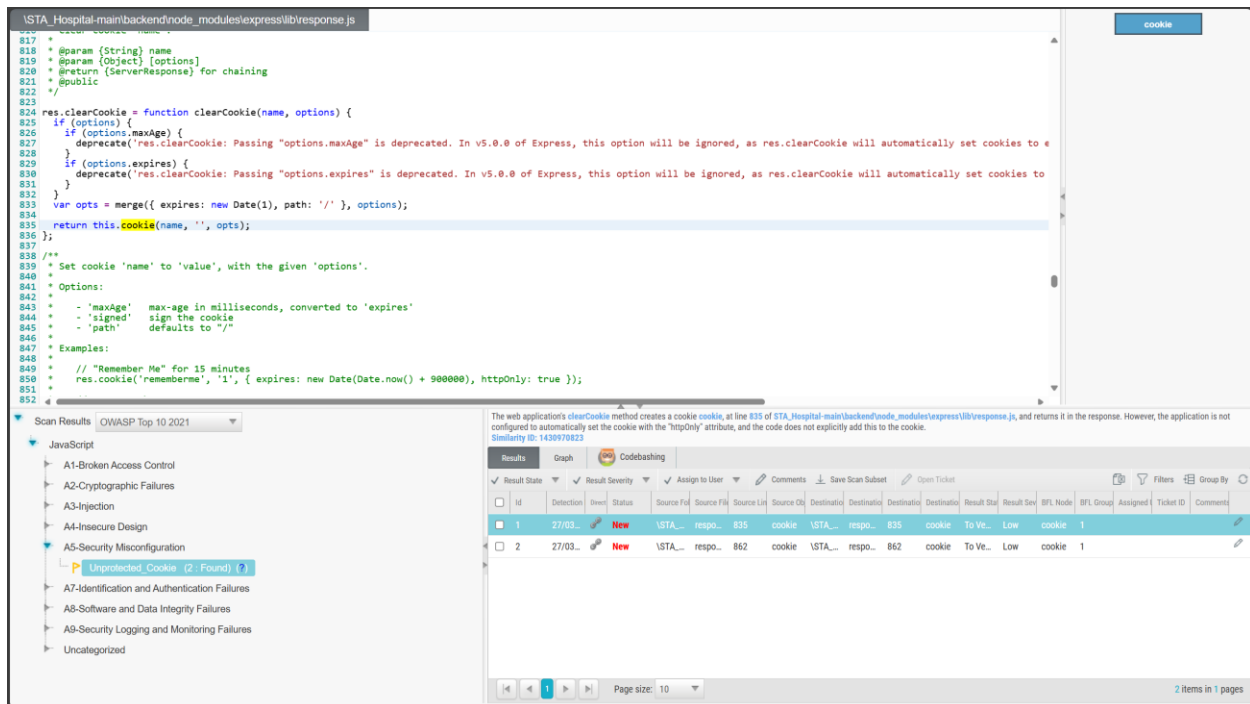 \STA_Hospital-main\backend\node_modules\express\lib\response.js
cookie
817 *
818 * @param {String} name
819 * @param {Object} [options]
820 * @return {ServerResponse} for chaining
821 * @public
822 */
823
824 res.clearCookie = function clearCookie(name, options) {
825 if (options) {
826 if (options.maxAge) {
827 deprecate('res.clearCookie: Passing "options.maxAge" is deprecated. In v5.0.0 of Express, this option will be ignored, as res.clearCookie will automatically set cookies to e
828 }
829 if (options.expires) {
830 deprecate('res.clearCookie: Passing "options.expires" is deprecated. In v5.0.0 of Express, this option will be ignored, as res.clearCookie will automatically set cookies to
831 }
832 }
833 var opts = merge({ expires: new Date(1), path: '/' }, options);
834
835 return this.cookie(name, '', opts);
836 };
837
838 /**
839 * Set cookie 'name' to 'value', with the given 'options'.
840 *
841 * Options:
842 *
843 * - 'maxAge' max-age in milliseconds, converted to 'expires'
844 * - 'signed' sign the cookie
845 * - 'path' defaults to "/"
846 *
847 * Examples:
848 *
849 * // "Remember Me" for 15 minutes
850 * res.cookie('rememberme', '1', { expires: new Date(Date.now() + 900000), httpOnly: true });
851 *
852
Scan Results OWASP Top 10 2021
JavaScript
A1-Broken Access Control
A2-Cryptographic Failures
A3-Injection
A4-Insecure Design
A5-Security Misconfiguration
Unprotected_Cookie (2 : Found) (?)
A7-Identification and Authentication Failures
A8-Software and Data Integrity Failures
A9-Security Logging and Monitoring Failures
Uncategorized
The web application's clearCookie method creates a cookie cookie, at line 835 of STA_Hospital-main\backend\node_modules\express\lib\response.js, and returns it in the response. However, the application is not
configured to automatically set the cookie with the "httpOnly" attribute, and the code does not explicitly add this to the cookie.
Similarity ID: 1430970823
Results Graph Codebashing
Result State Result Severity Assign to User Comments Save Scan Subset Open Ticket Filters Group By
Id Detection Status Source Fol Source File Source Lin Source Ob Destinatio Destinatio Destinatio Destinatio Result Sta Result Sev BFL Node BFL Group Assigned Ticket ID Comments
1 27/03... New \STA_... respo... 835 cookie \STA_... respo... 835 cookie To Ve... Low cookie 1
2 27/03... New \STA_... respo... 862 cookie \STA_... respo... 862 cookie To Ve... Low cookie 1
1 Page size: 10 2 items in 1 pages